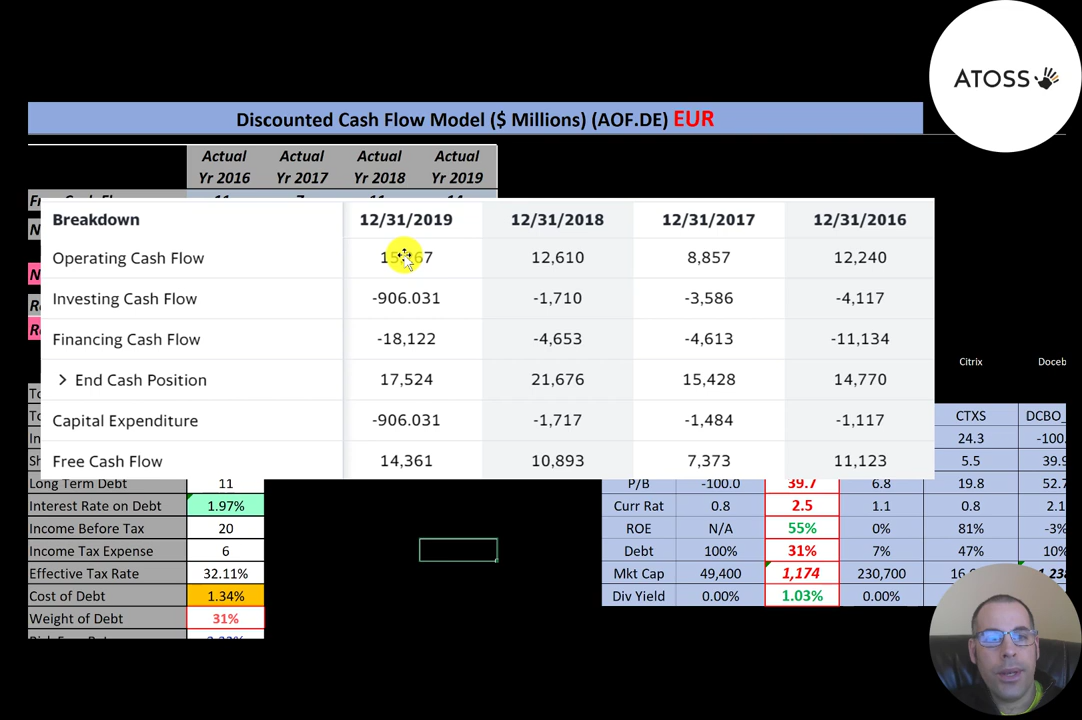 ATOSS
Discounted Cash Flow Model ($ Millions) (AOF.DE) EUR
Actual Actual Actual Actual
Yr 2016 Yr 2017 Yr 2018 Yr 2019
Breakdown 12/31/2019 12/31/2018 12/31/2017 12/31/2016
Operating Cash Flow 12,610 8,857 12,240
Investing Cash Flow -906.031 -1,710 -3,586 -4,117
Financing Cash Flow -18,122 -4,653 -4,613 -11,134
End Cash Position 17,524 21,676 15,428 14,770
Capital Expenditure -906.031 -1,717 -1,484 -1,117
Free Cash Flow 14,361 10,893 7,373 11,123
Citrix Doceb
CTXS DCBO_
24.3 -100.
5.5 39.9
19.8 52.7
Long Term Debt 11 P/B -100.0 39.7 6.8
Interest Rate on Debt 1.97% Curr Rat 0.8 2.5 1.1 0.8 2.1
Income Before Tax 20 ROE N/A 55% 0% 81% -3%
Income Tax Expense 6 Debt 100% 31% 7% 47% 10%
Effective Tax Rate 32.11% Mkt Cap 49,400 1,174 230,700
Cost of Debt 1.34% Div Yield 0.00% 1.03% 0.00%
Weight of Debt 31%